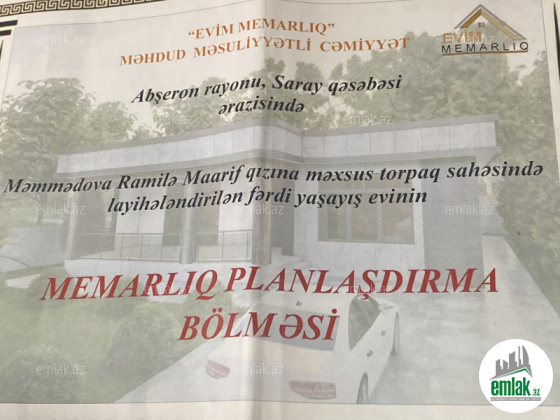 "EVİM MEMARLIQ"
MƏHDUD MƏSULİYYƏTLİ CƏMİYYƏT
EVİM
MEMARLIQ
Abşeron rayonu, Saray qəsəbəsi
ərazisində
Məmmədova Ramilə Maarif qızına məxsus torpaq sahəsində
layihələndirilən fərdi yaşayış evinin
MEMARLIQ PLANLAŞDIRMA
BÖLMƏSİ
emlak.az